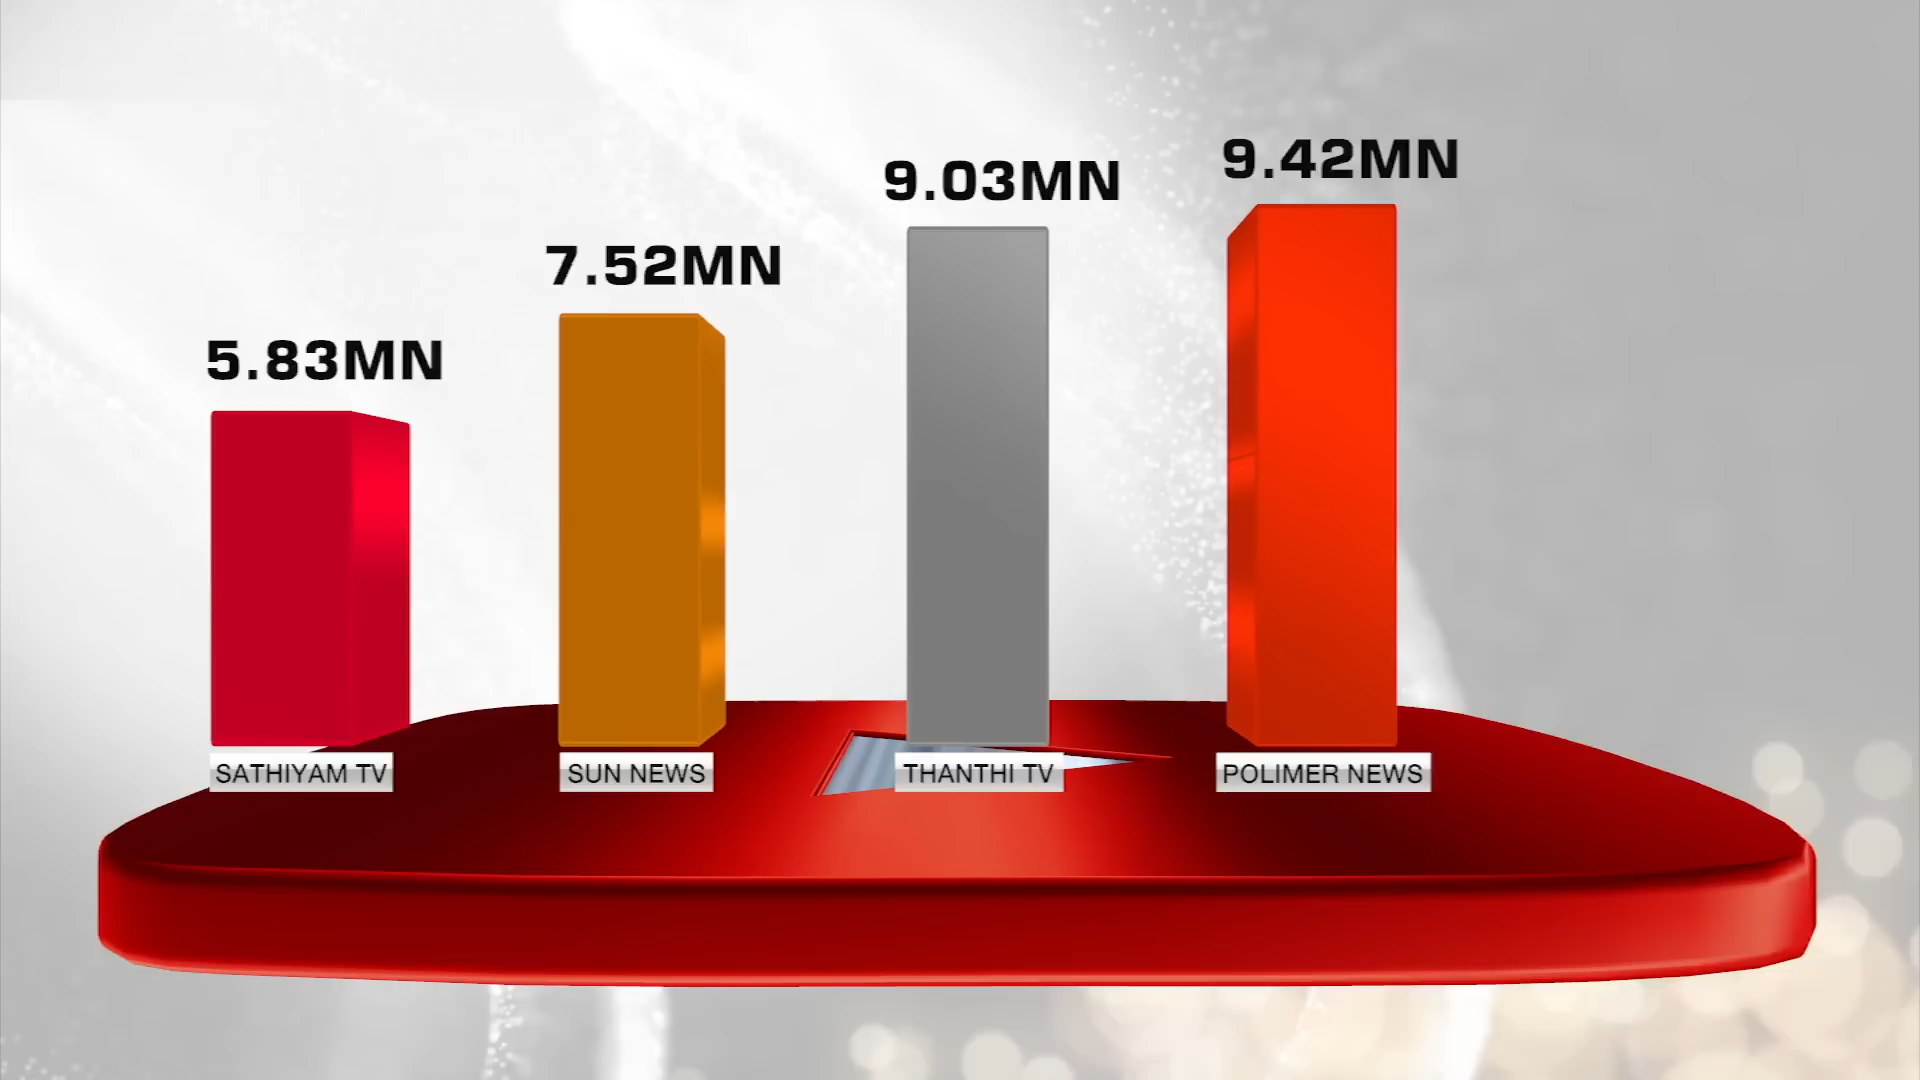 5.83MN
7.52MN
9.03MN
9.42MN
SATHIYAM TV
SUN NEWS
THANTHI TV
POLIMER NEWS